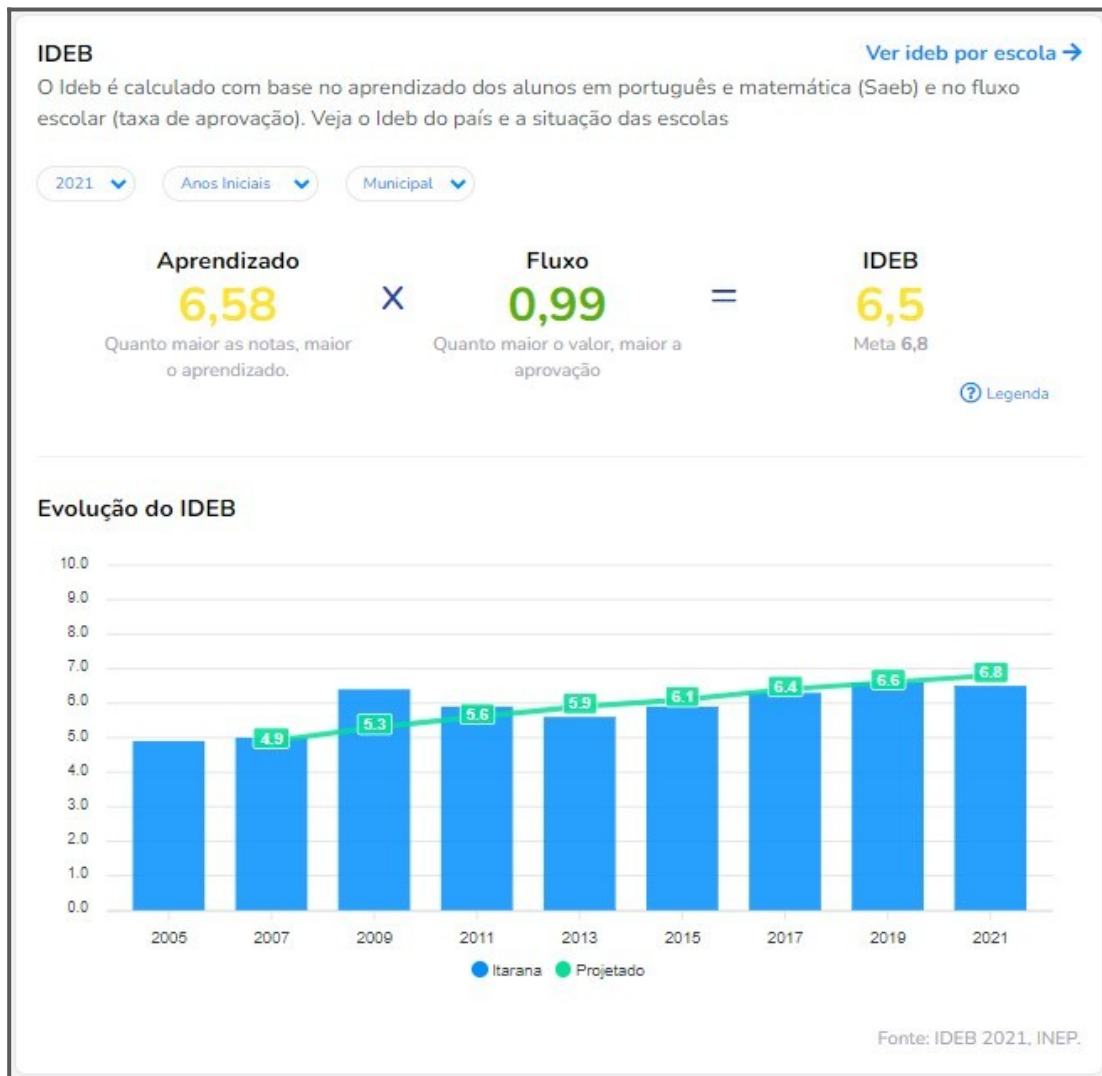 IDEB
Ver ideb por escola →
O Ideb é calculado com base no aprendizado dos alunos em português e matemática (Saeb) e no fluxo
escolar (taxa de aprovação). Veja o Ideb do país e a situação das escolas
2021 Anos Iniciais Municipal
Aprendizado Fluxo IDEB
6,58 X 0,99 = 6,5
Quanto maior as notas, maior Quanto maior o valor, maior a Meta 6,8
o aprendizado. aprovação
? Legenda
Evolução do IDEB
10.0
9.0
8.0
7.0
6.0
5.0
4.0
3.0
2.0
1.0
0.0
4.9 5.3 5.6 5.9 6.1 6.4 6.6 6.8
2005 2007 2009 2011 2013 2015 2017 2019 2021
Itarana Projetado
Fonte: IDEB 2021, INEP.